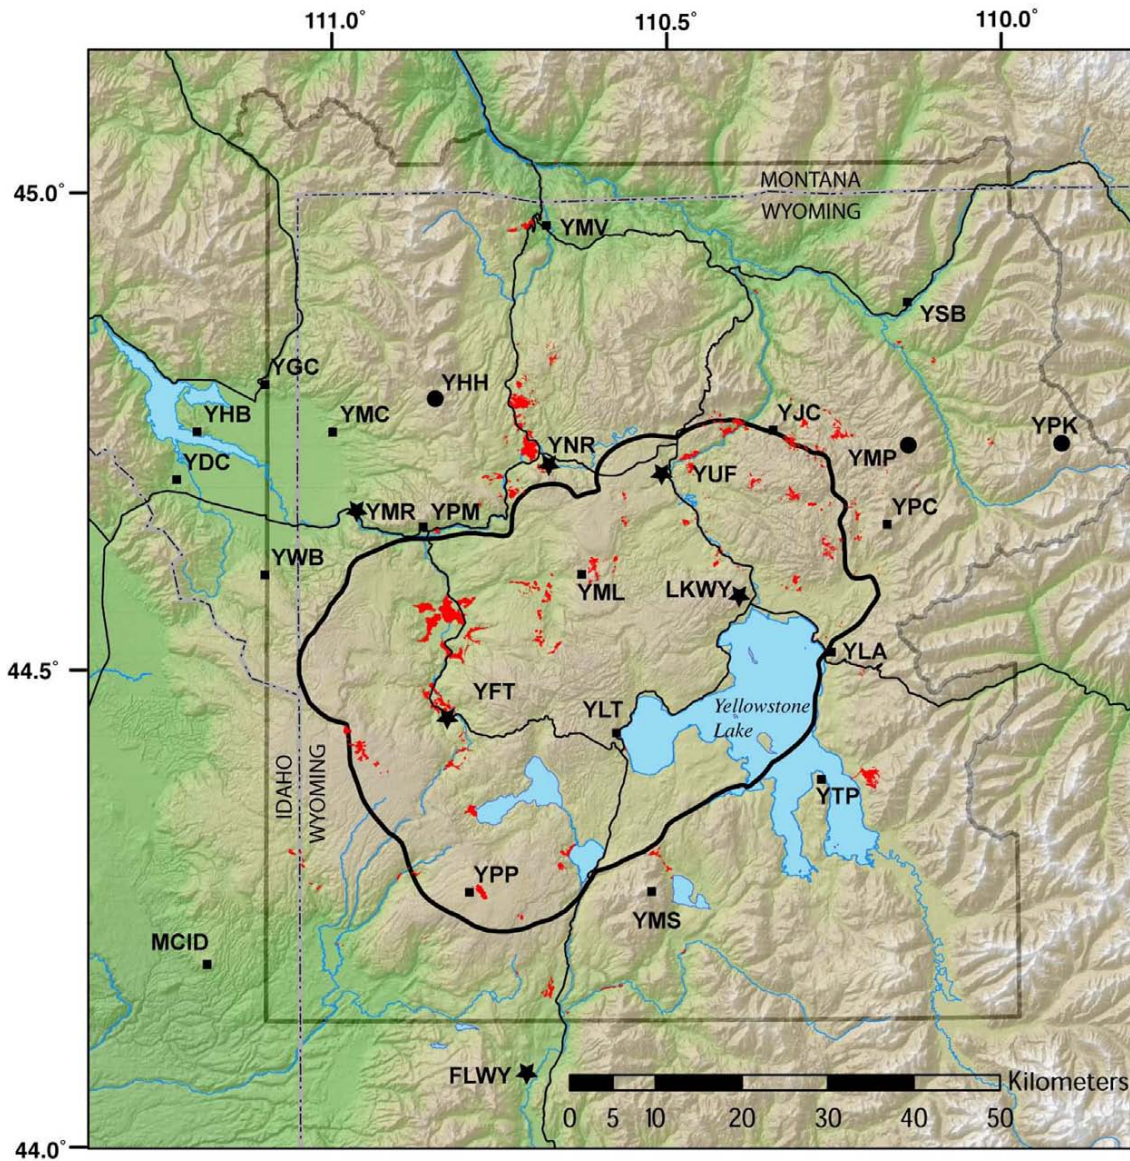 111.0°
110.5°
110.0°
45.0°
MONTANA
WYOMING
YMV
YSB
YGC
YHH
YHB
YMC
YJC
YPK
YNR
YMP
YDC
YUF
YMR
YPM
YPC
YWB
YML
LKWY
YLA
44.5°
YFT
YLT
Yellowstone
Lake
IDAHO
WYOMING
YTP
YPP
YMS
MCID
FLWY
Kilometers
0 5 10 20 30 40 50
44.0°